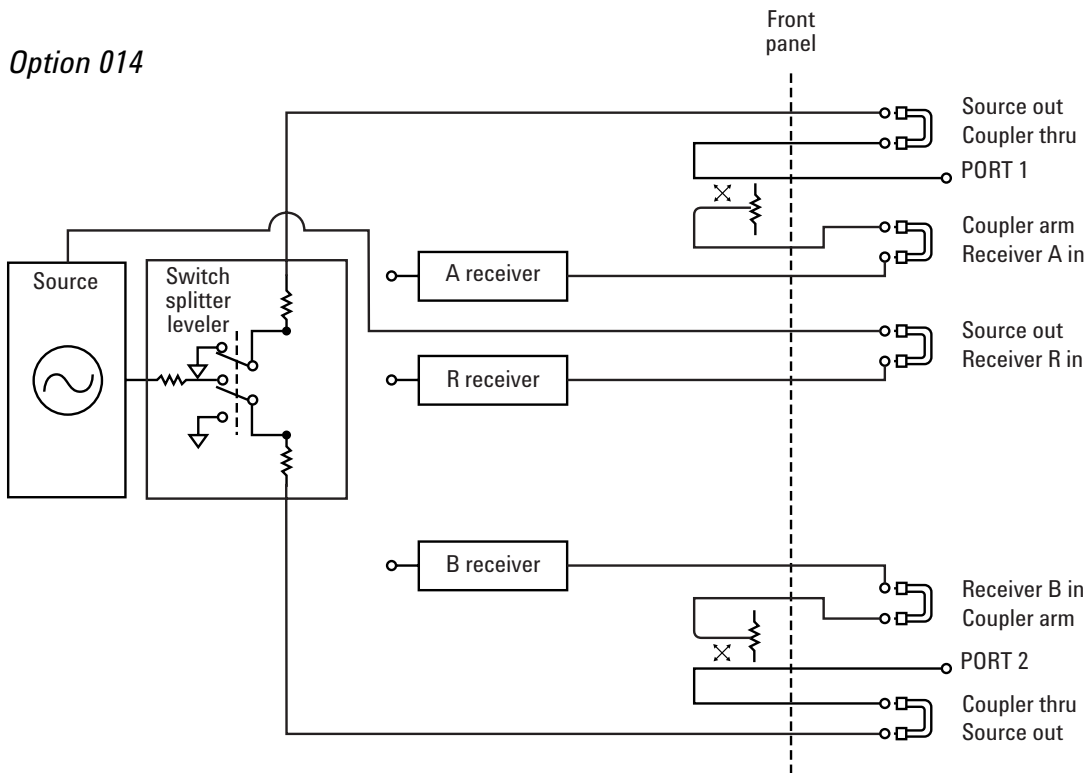 Option 014
Front
panel
Source out
Coupler thru
PORT 1
Coupler arm
Receiver A in
Source
Switch
splitter
leveler
A receiver
Source out
Receiver R in
R receiver
B receiver
Receiver B in
Coupler arm
PORT 2
Coupler thru
Source out